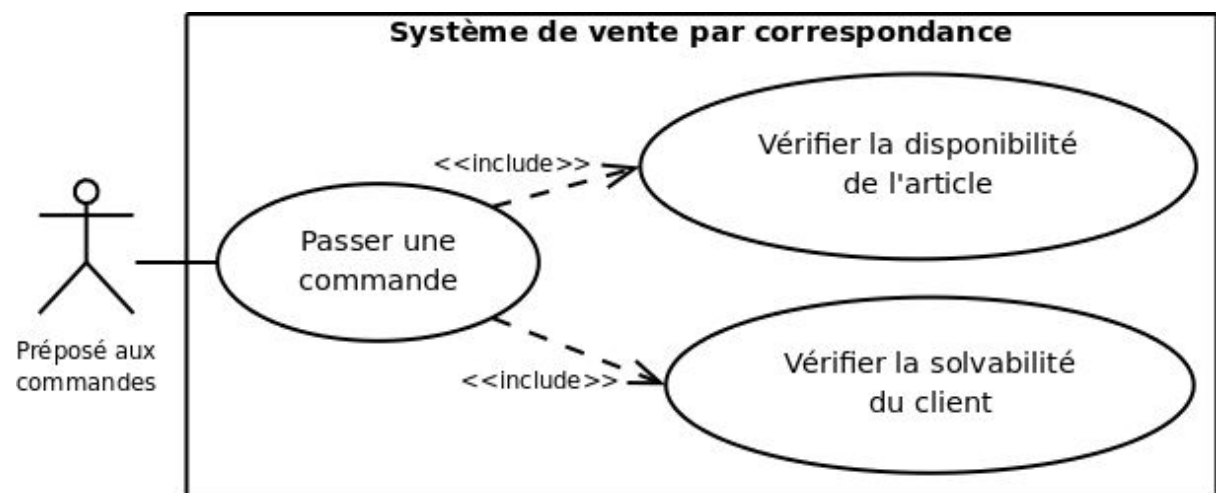 Système de vente par correspondance
Vérifier la disponibilité
de l'article
<<include>>
Passer une
commande
Préposé aux
commandes
<<include>>
Vérifier la solvabilité
du client